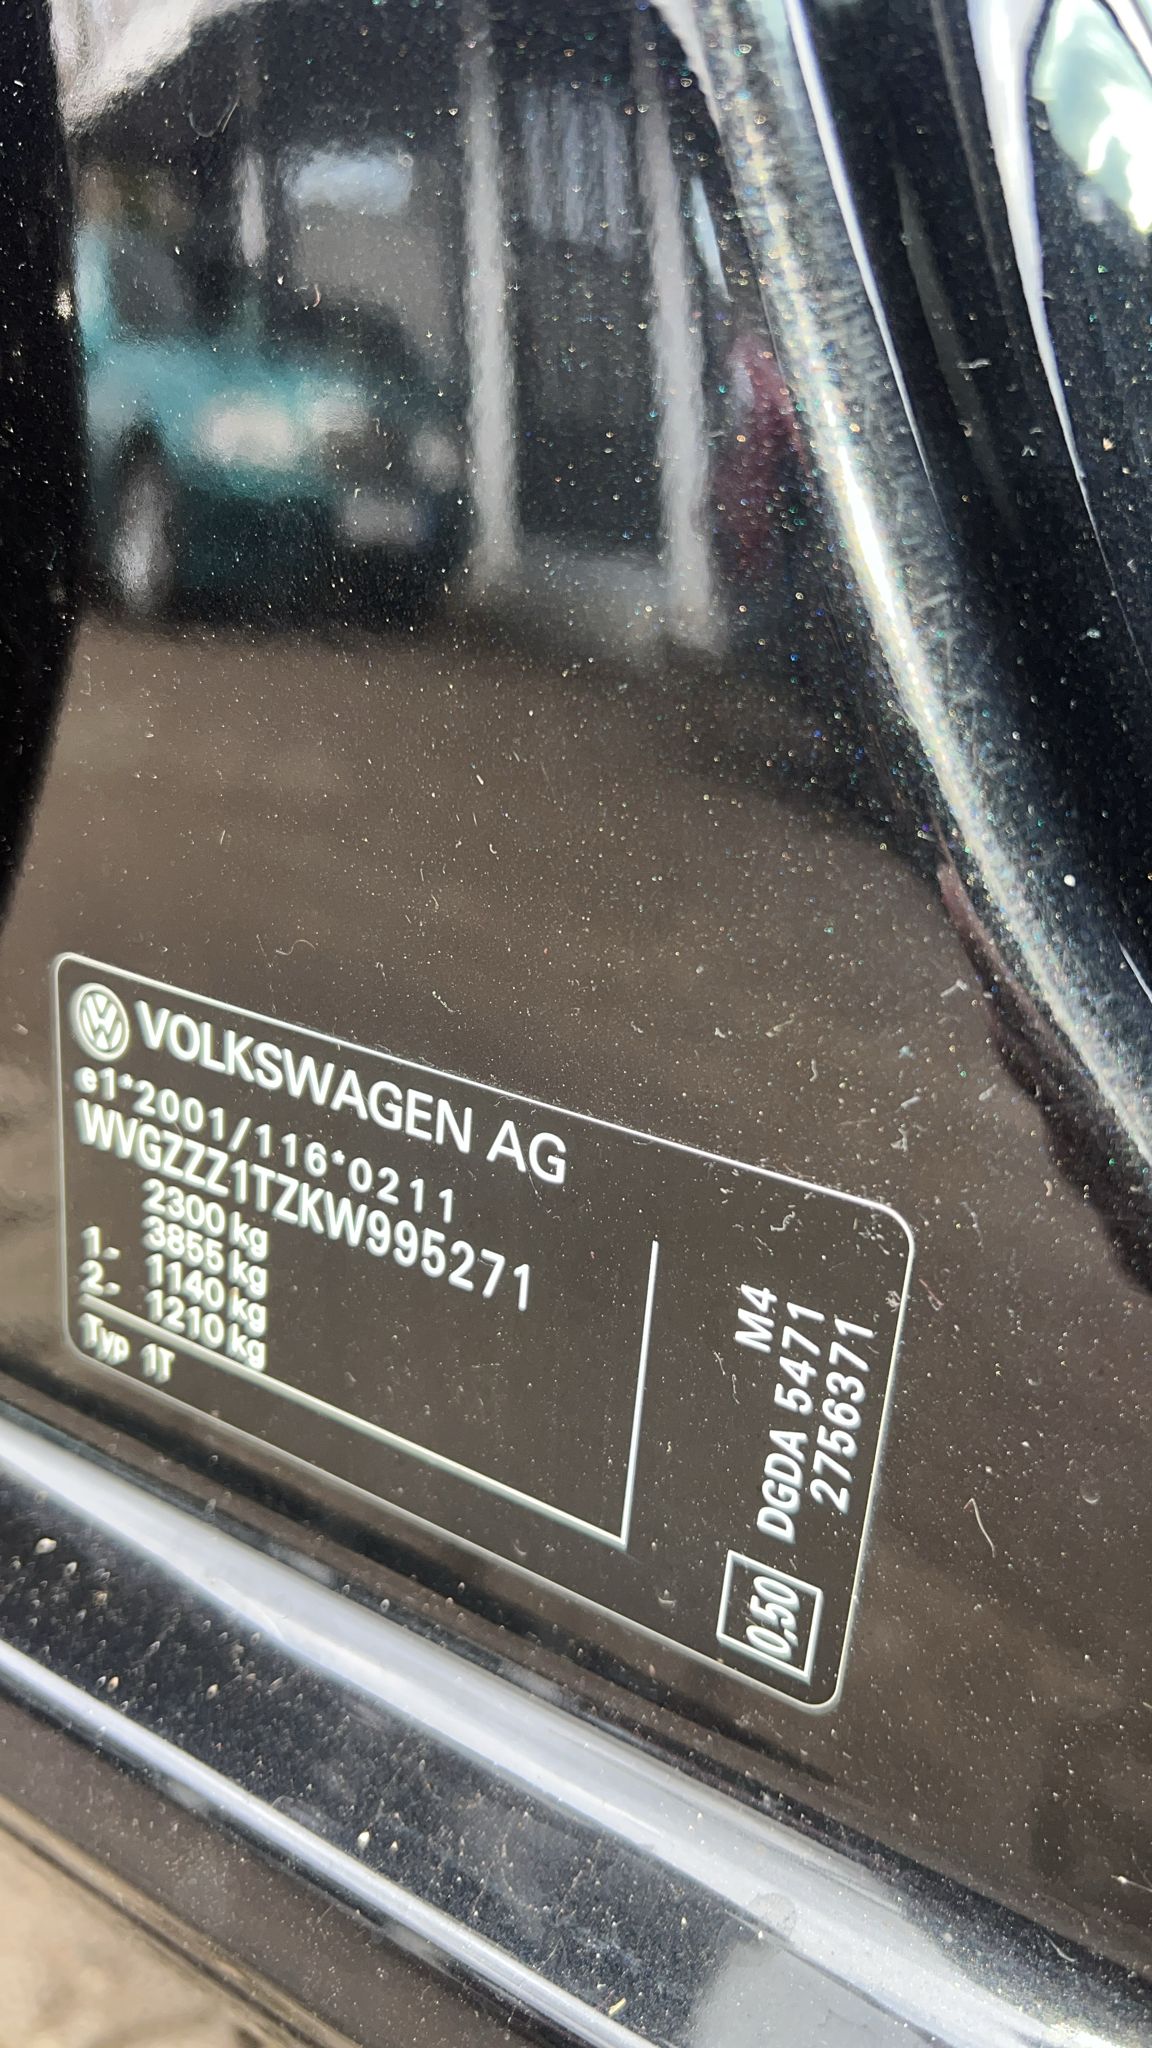 VOLKSWAGEN AG
e1*2001/116*0211
WVGZZZ1TZKW995271
2300 kg
3855 kg
1.- 1140 kg
2.- 1210 kg
Typ 1T
M4
DGDA 5471
2756371
0,50